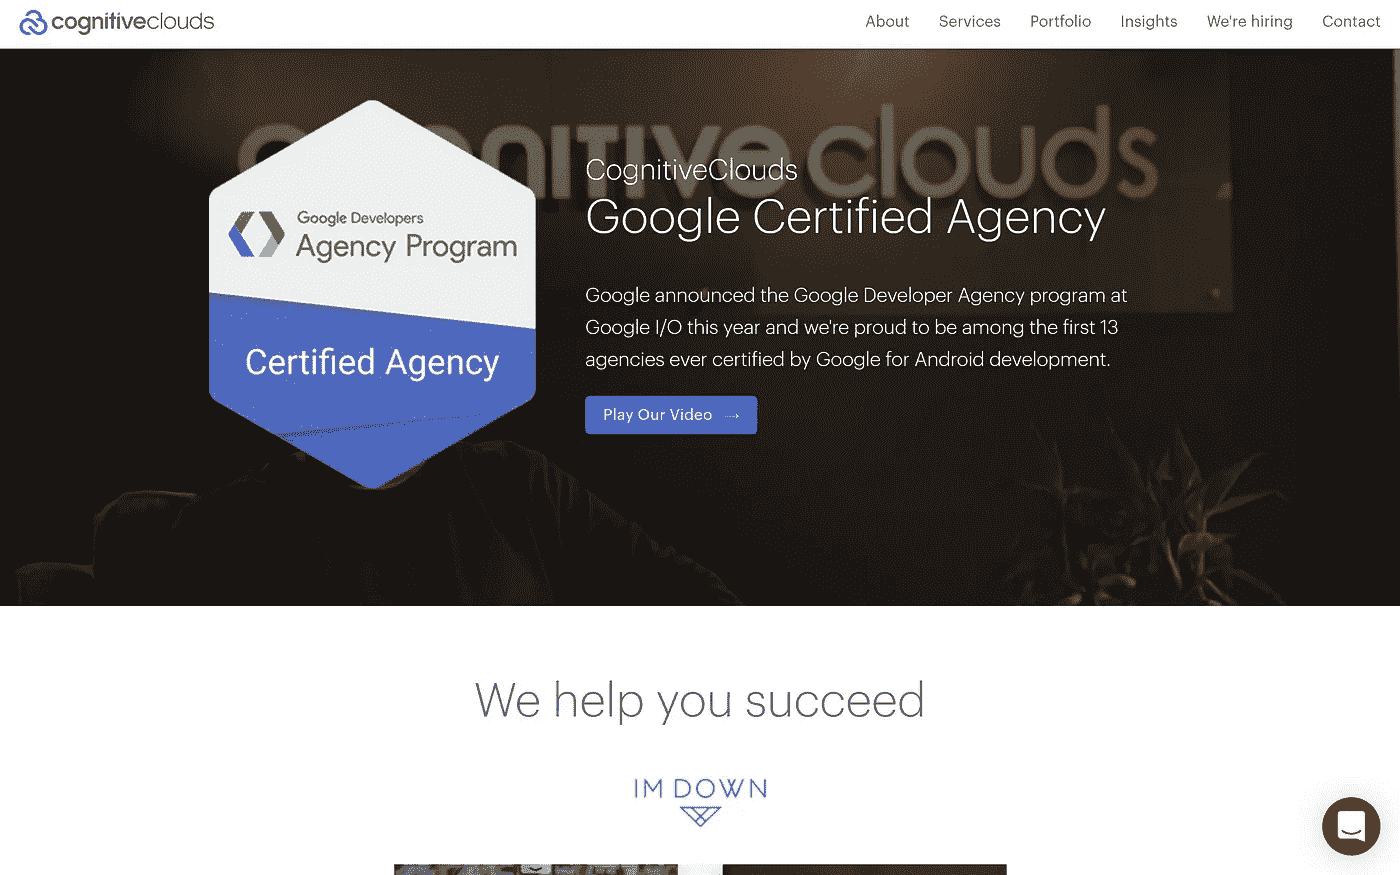 cognitiveclouds
About Services Portfolio Insights We're hiring Contact
cognitive clouds
Google Developers
Agency Program
Certified Agency
CognitiveClouds
Google Certified Agency
Google announced the Google Developer Agency program at
Google I/O this year and we're proud to be among the first 13
agencies ever certified by Google for Android development.
Play Our Video →
We help you succeed
IM DOWN